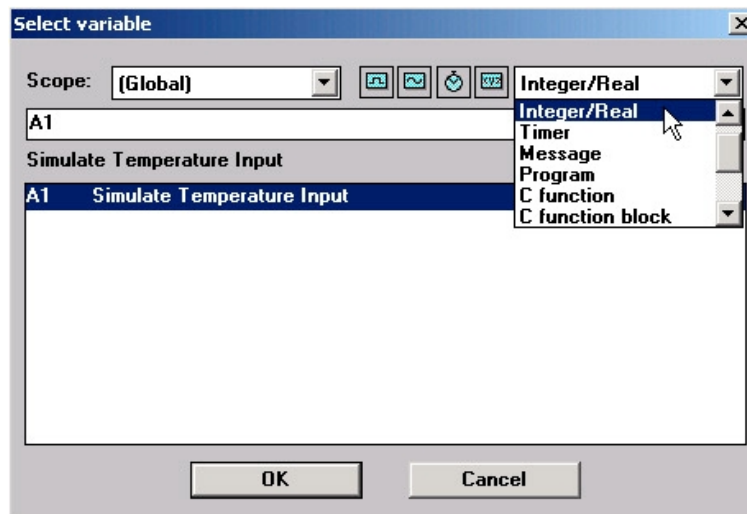 Select variable
Scope: (Global) xyz Integer/Real
A1
Integer/Real
Timer
Message
Program
C function
C function block
Simulate Temperature Input
A1 Simulate Temperature Input
OK Cancel